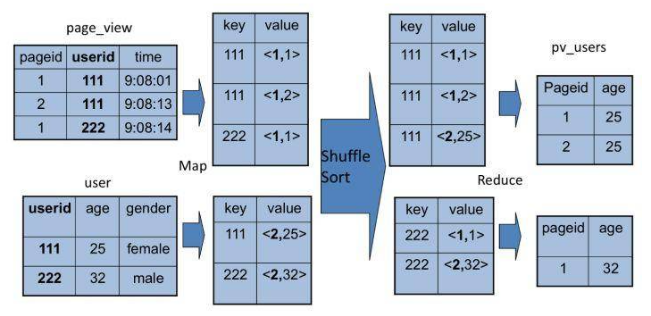 page_view
pageid userid time
1 111 9:08:01
2 111 9:08:13
1 222 9:08:14
key value
111 <1,1>
111 <1,2>
222 <1,1>
Map
user
userid age gender
111 25 female
222 32 male
key value
111 <2,25>
222 <2,32>
Shuffle
Sort
key value
111 <1,1>
111 <1,2>
111 <2,25>
key value
222 <1,1>
222 <2,32>
Reduce
pv_users
Pageid age
1 25
2 25
pageid age
1 32